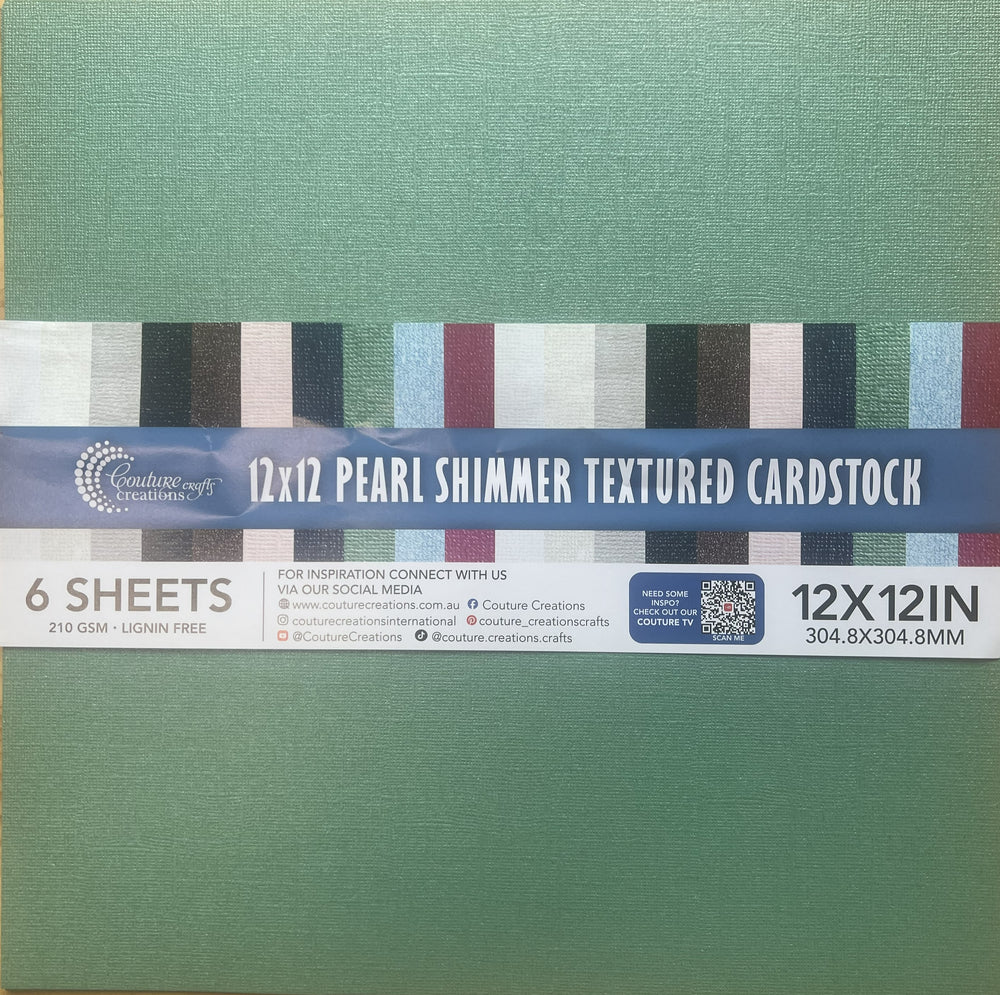 Couture crafts
creations
12x12 PEARL SHIMMER TEXTURED CARDSTOCK
6 SHEETS
210 GSM · LIGNIN FREE
FOR INSPIRATION CONNECT WITH US
VIA OUR SOCIAL MEDIA
www.couturecreations.com.au Couture Creations
couturecreationsinternational couture_creationscrafts
@CoutureCreations @couture.creations.crafts
NEED SOME
INSPO?
CHECK OUT OUR
COUTURE TV
SCAN ME
12X12IN
304.8X304.8MM